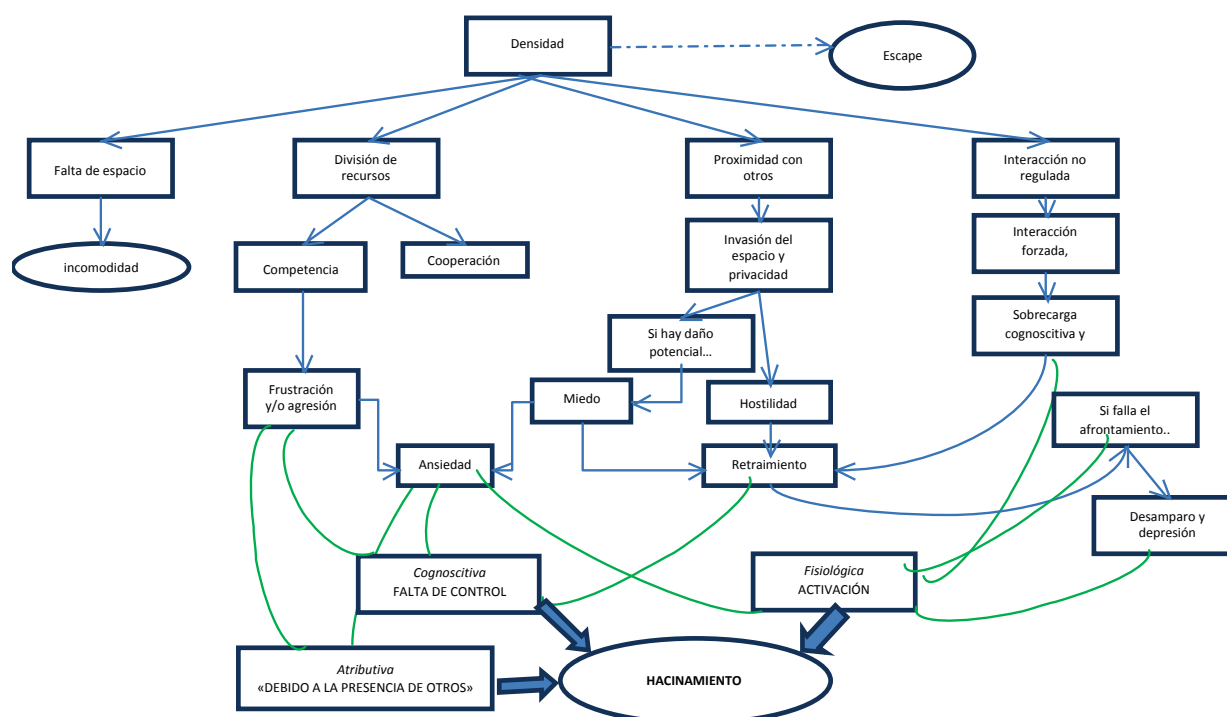 Densidad
Escape
Falta de espacio
División de
recursos
Proximidad con
otros
Interacción no
regulada
incomodidad
Competencia
Cooperación
Invasión del
espacio y
privacidad
Interacción
forzada,
Si hay daño
potencial...
Sobrecarga
cognoscitiva y
Frustración
y/o agresión
Miedo
Hostilidad
Si falla el
afrontamiento..
Ansiedad
Retraimiento
Desamparo y
depresión
Cognoscitiva
FALTA DE CONTROL
Fisiológica
ACTIVACIÓN
Atributiva
«DEBIDO A LA PRESENCIA DE OTROS»
HACINAMIENTO